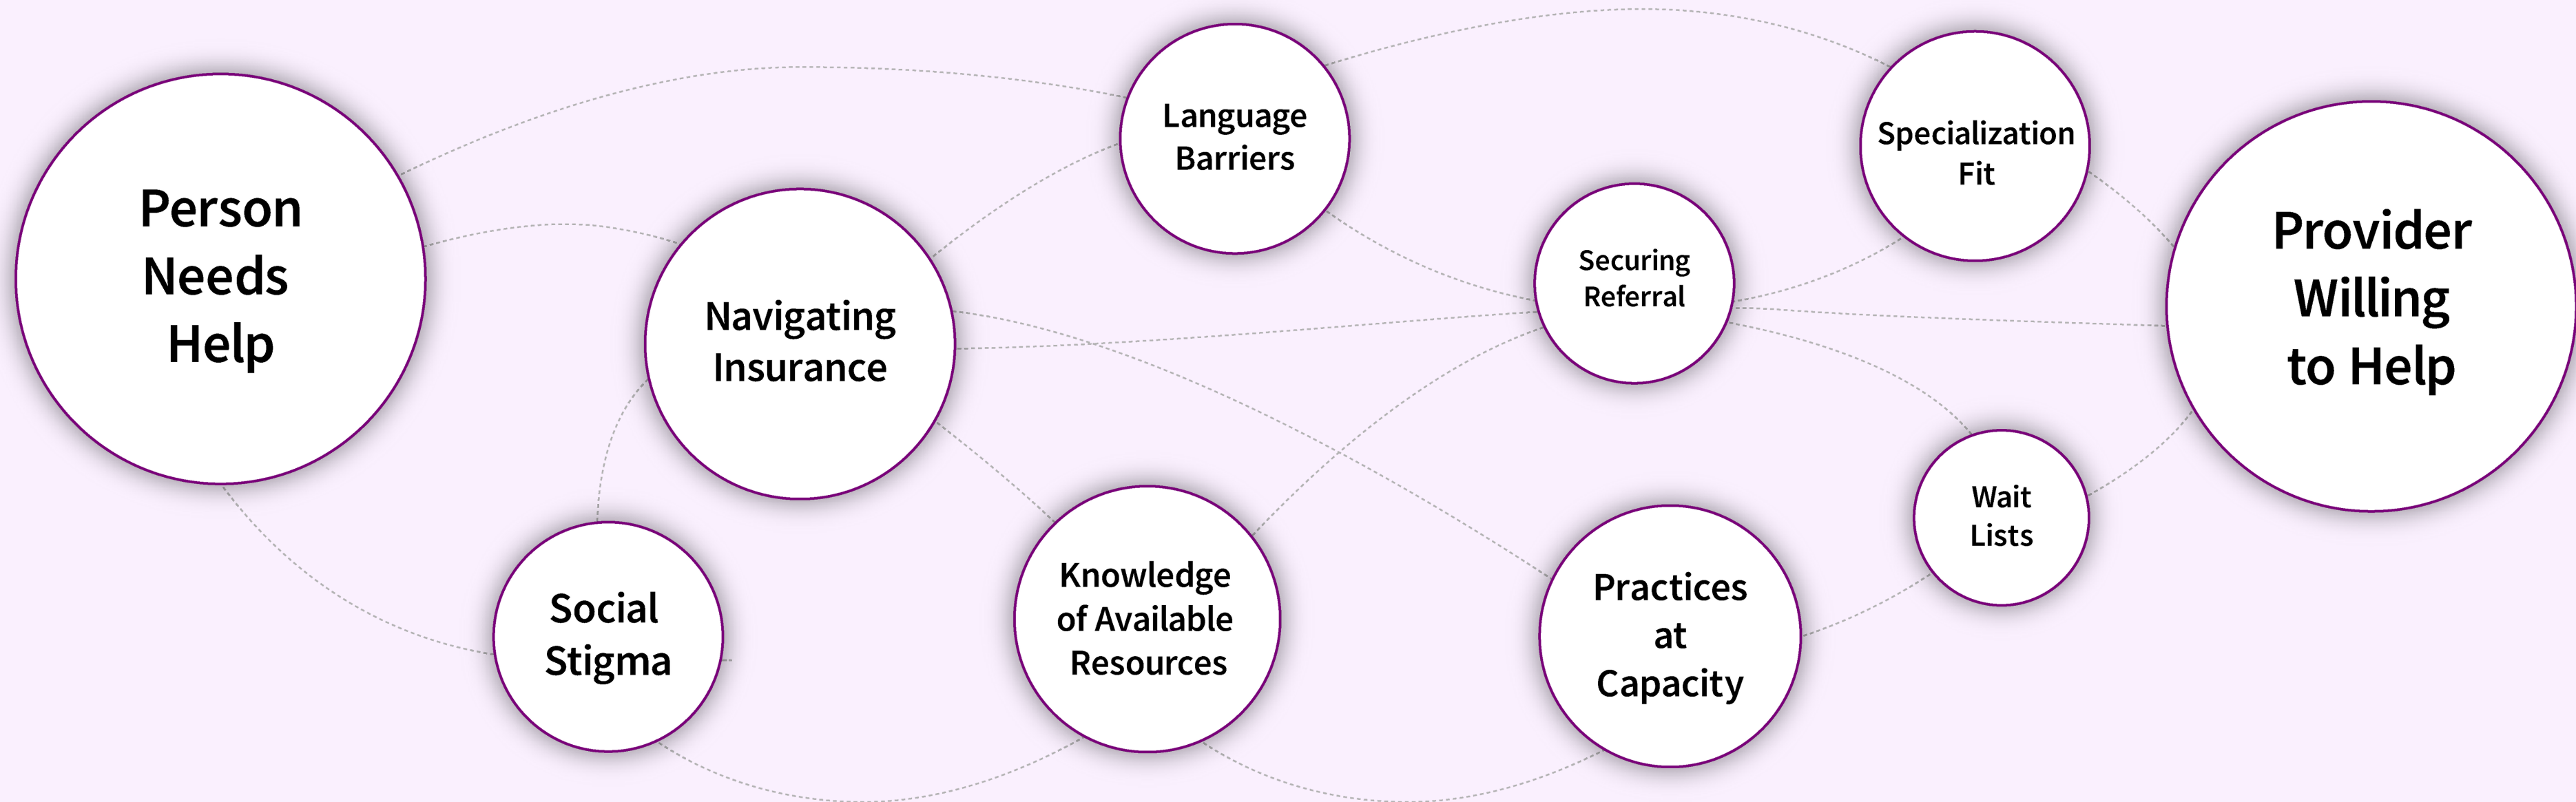 Person
Needs
Help
Navigating
Insurance
Social
Stigma
Language
Barriers
Knowledge
of Available
Resources
Securing
Referral
Practices
at
Capacity
Specialization
Fit
Wait
Lists
Provider
Willing
to Help